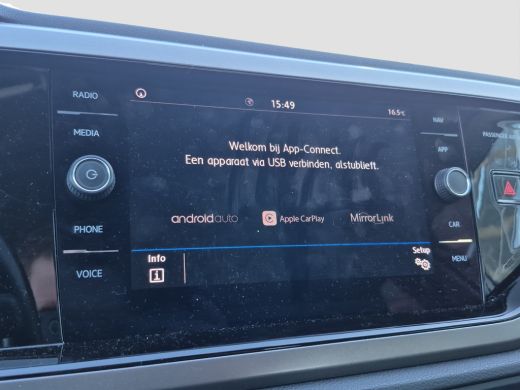 RADIO
MEDIA
PHONE
VOICE
15:49
16.5°C
Welkom bij App-Connect.
Een apparaat via USB verbinden, alstublieft.
androidauto
Apple CarPlay
MirrorLink
Info
i
Setup
NAV
APP
CAR
MENU
PASSENGER